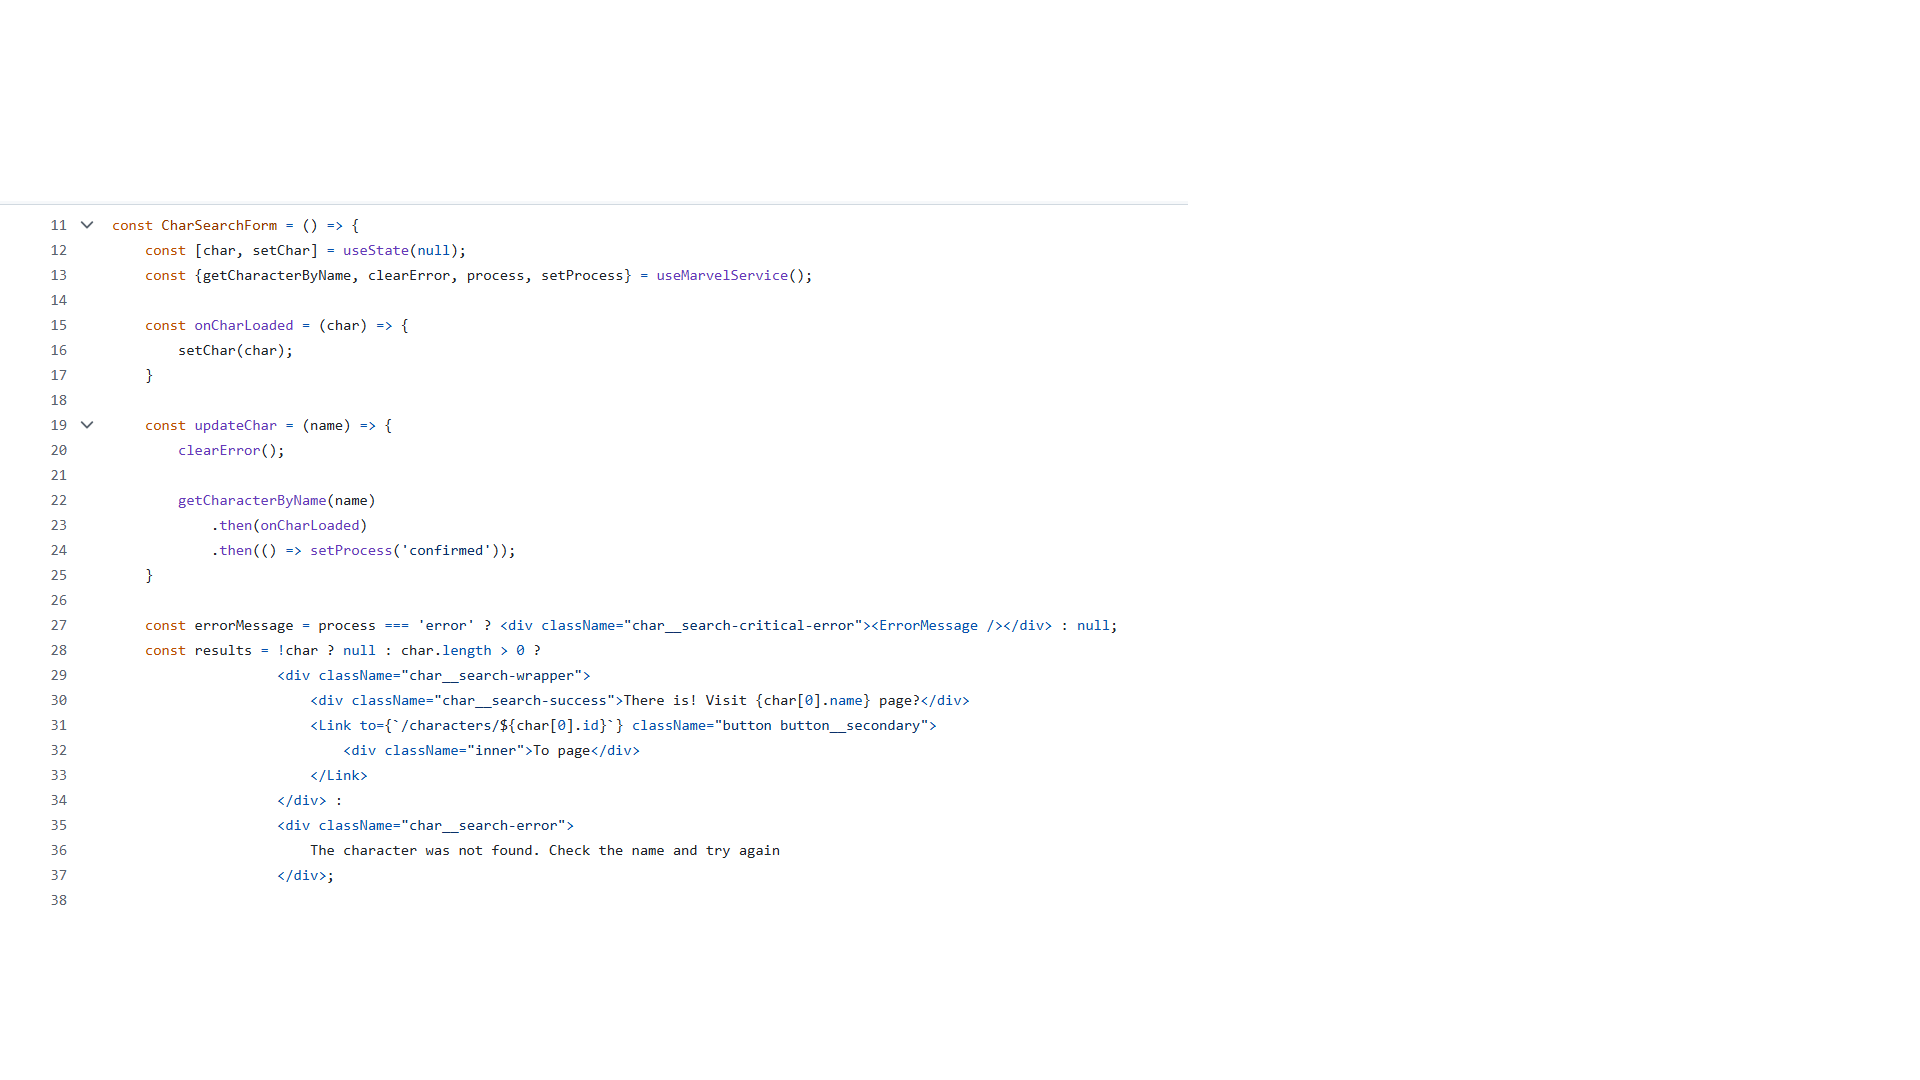 11 const CharSearchForm = () => {
12 const [char, setChar] = useState(null);
13 const {getCharacterByName, clearError, process, setProcess} = useMarvelService();
14
15 const onCharLoaded = (char) => {
16 setChar(char);
17 }
18
19 const updateChar = (name) => {
20 clearError();
21
22 getCharacterByName(name)
23 .then(onCharLoaded)
24 .then(() => setProcess('confirmed'));
25 }
26
27 const errorMessage = process === 'error' ? <div className="char__search-critical-error"><ErrorMessage /></div> : null;
28 const results = !char ? null : char.length > 0 ?
29 <div className="char__search-wrapper">
30 <div className="char__search-success">There is! Visit {char[0].name} page?</div>
31 <Link to={`/characters/${char[0].id}`} className="button button__secondary">
32 <div className="inner">To page</div>
33 </Link>
34 </div> :
35 <div className="char__search-error">
36 The character was not found. Check the name and try again
37 </div>;
38